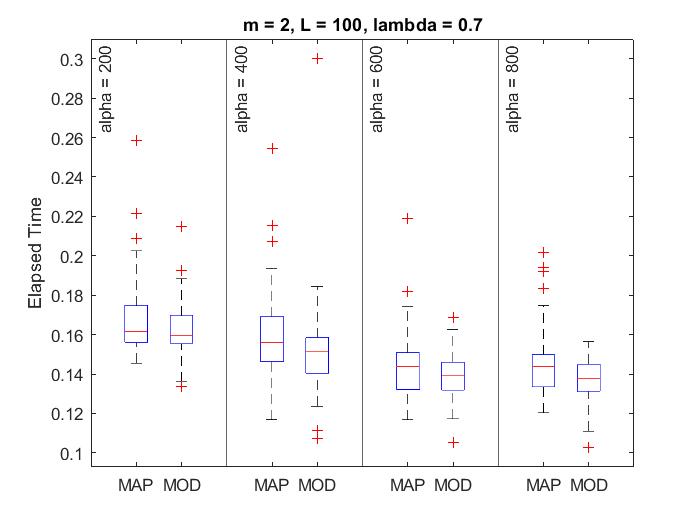 m = 2, L = 100, lambda = 0.7
Elapsed Time
0.3
0.28
0.26
0.24
0.22
0.2
0.18
0.16
0.14
0.12
0.1
alpha = 200
alpha = 400
alpha = 600
alpha = 800
MAP MOD MAP MOD MAP MOD MAP MOD